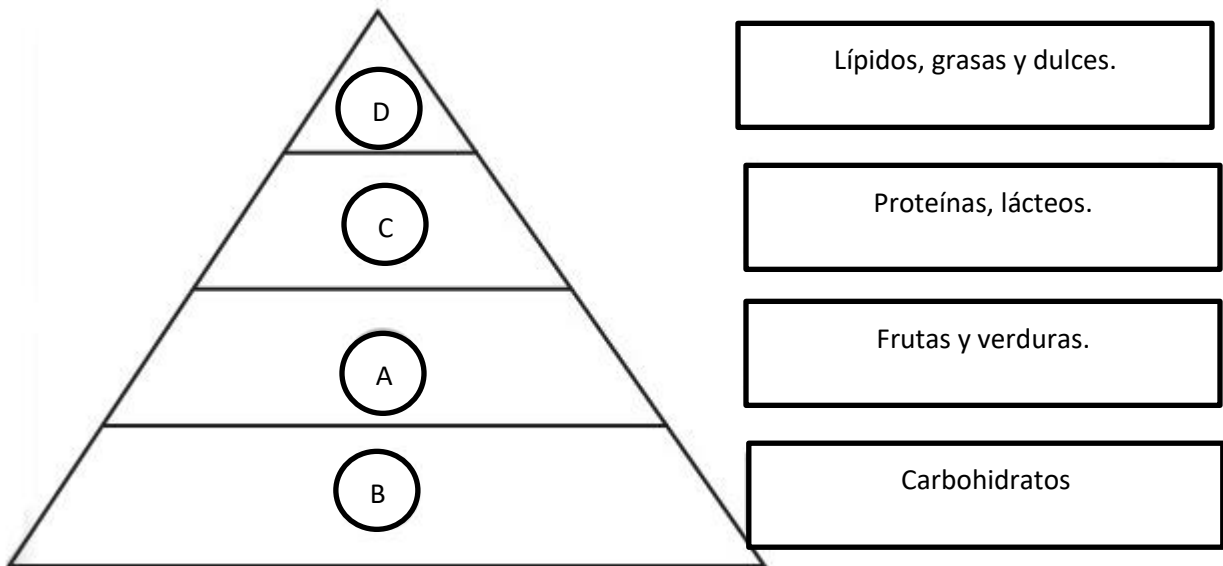 D
Lípidos, grasas y dulces.
C
Proteínas, lácteos.
A
Frutas y verduras.
B
Carbohidratos